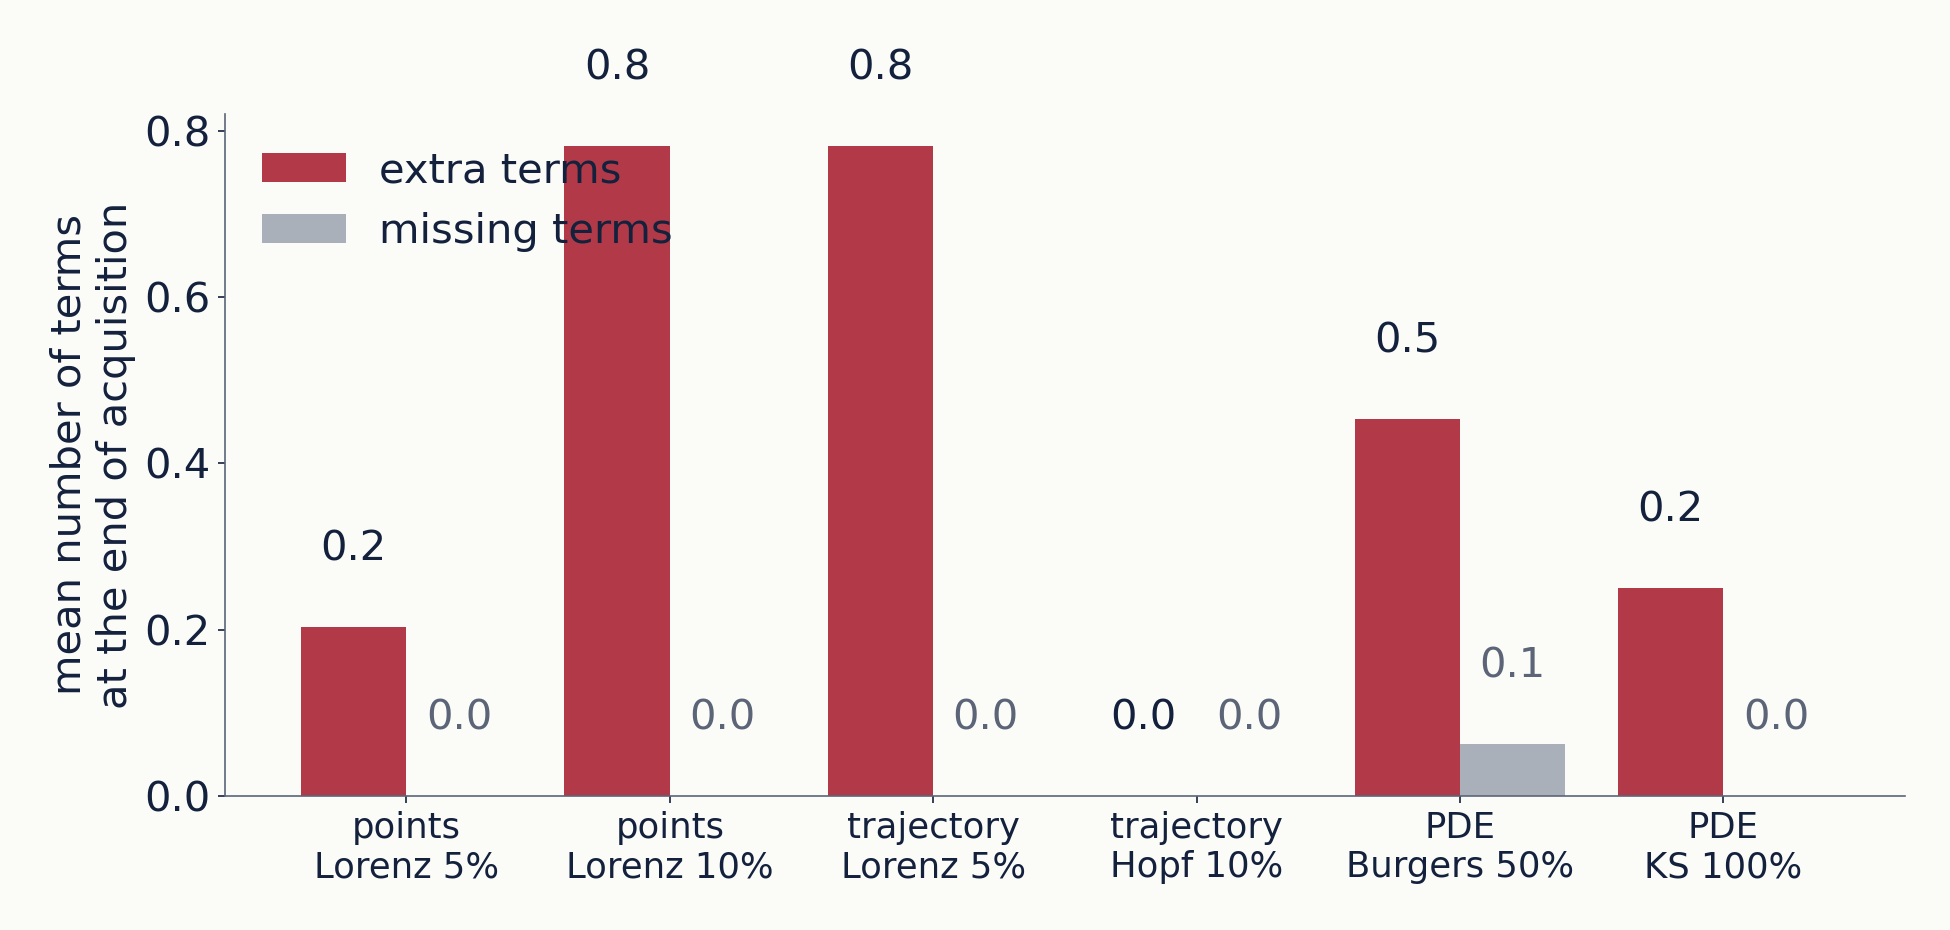 0.8 0.8
0.8
extra terms
missing terms
mean number of terms
at the end of acquisition
0.6
0.5
0.4
0.2
0.2
0.2
0.1
0.0 0.0 0.0 0.0 0.0 0.0
0.0
points points trajectory trajectory PDE PDE
Lorenz 5% Lorenz 10% Lorenz 5% Hopf 10% Burgers 50% KS 100%